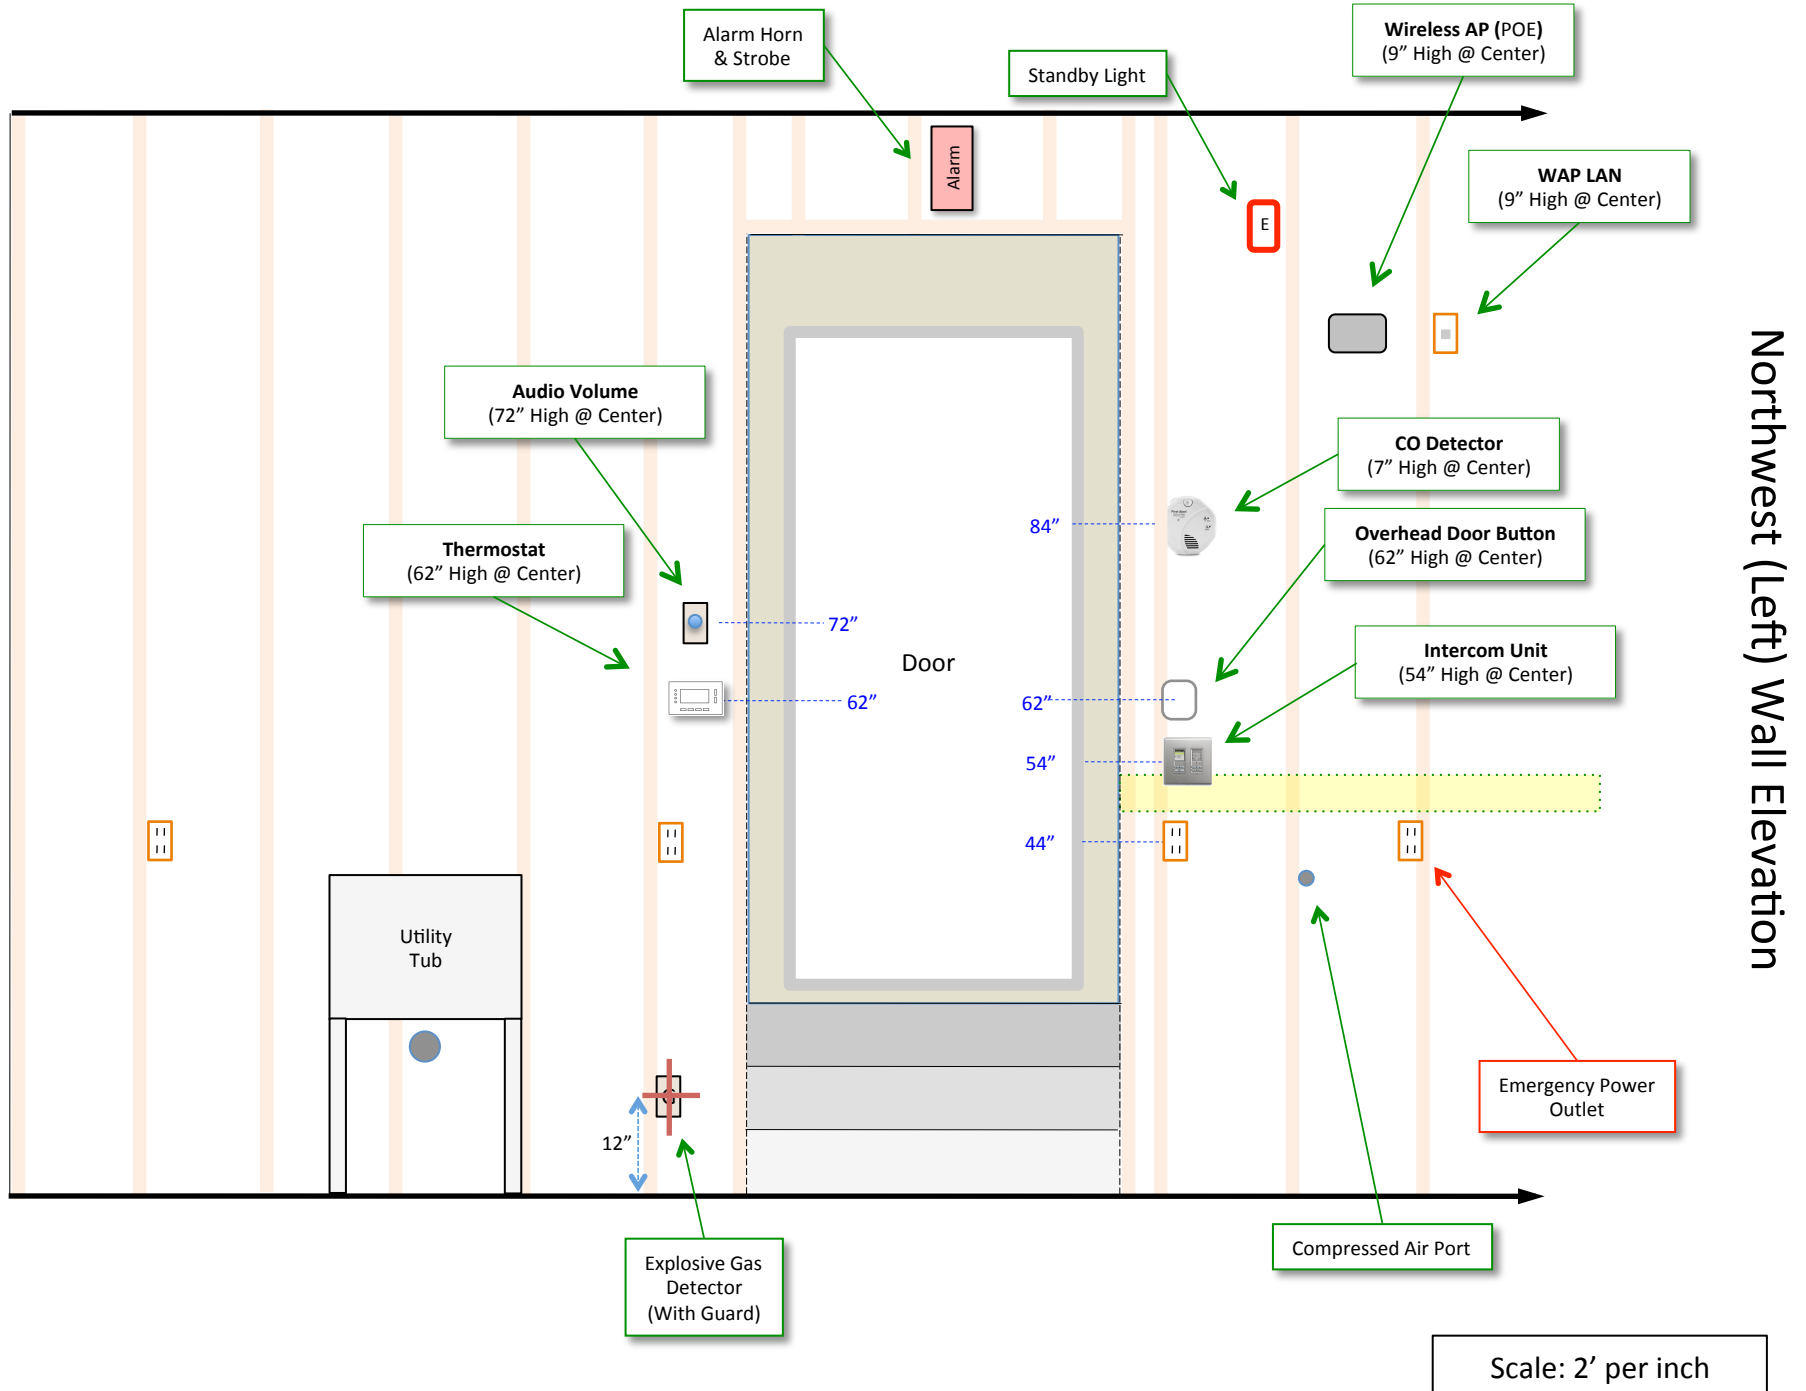 Wireless AP (POE)
(9” High @ Center)
Alarm Horn
& Strobe
Standby Light
Alarm
WAP LAN
(9” High @ Center)
E
Audio Volume
(72” High @ Center)
CO Detector
(7” High @ Center)
84”
Thermostat
(62” High @ Center)
Overhead Door Button
(62” High @ Center)
72”
Door
Intercom Unit
(54” High @ Center)
62”
62”
54”
44”
Utility
Tub
Emergency Power
Outlet
12”
Compressed Air Port
Explosive Gas
Detector
(With Guard)
Northwest (Left) Wall Elevation
Scale: 2’ per inch